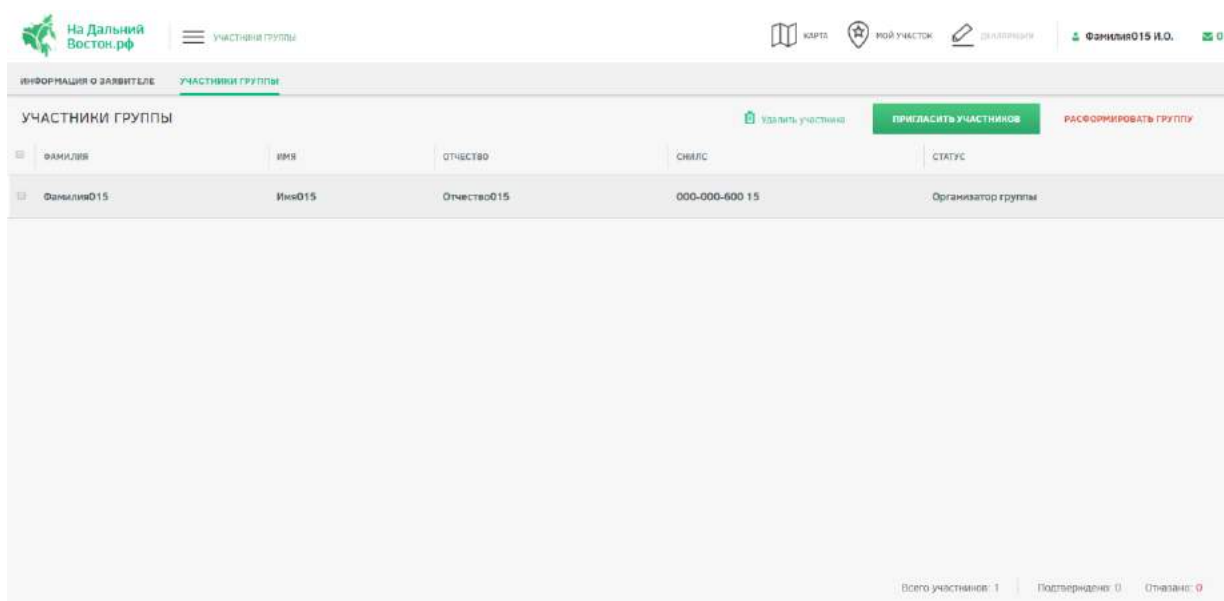 На Дальний
Восток.рф
УЧАСТНИКИ ГРУППЫ
КАРТА
МОЙ УЧАСТОК
ДЕКЛАРАЦИЯ
Фамилия015 И.О.
0
ИНФОРМАЦИЯ О ЗАЯВИТЕЛЕ УЧАСТНИКИ ГРУППЫ
УЧАСТНИКИ ГРУППЫ
Удалить участника
ПРИГЛАСИТЬ УЧАСТНИКОВ
РАСФОРМИРОВАТЬ ГРУППУ
ФАМИЛИЯ ИМЯ ОТЧЕСТВО СНИЛС СТАТУС
Фамилия015 Имя015 Отчество015 000-000-600 15 Организатор группы
Всего участников: 1 Подтверждено: 0 Отказано: 0